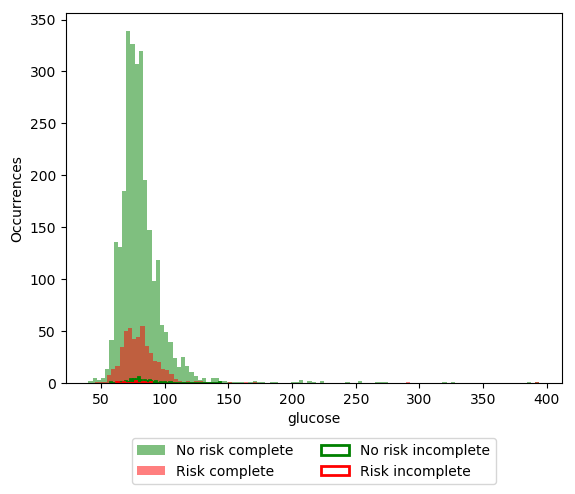 350
300
250
200
150
100
50
0
Occurrences
50 100 150 200 250 300 350 400
glucose
No risk complete No risk incomplete
Risk complete Risk incomplete